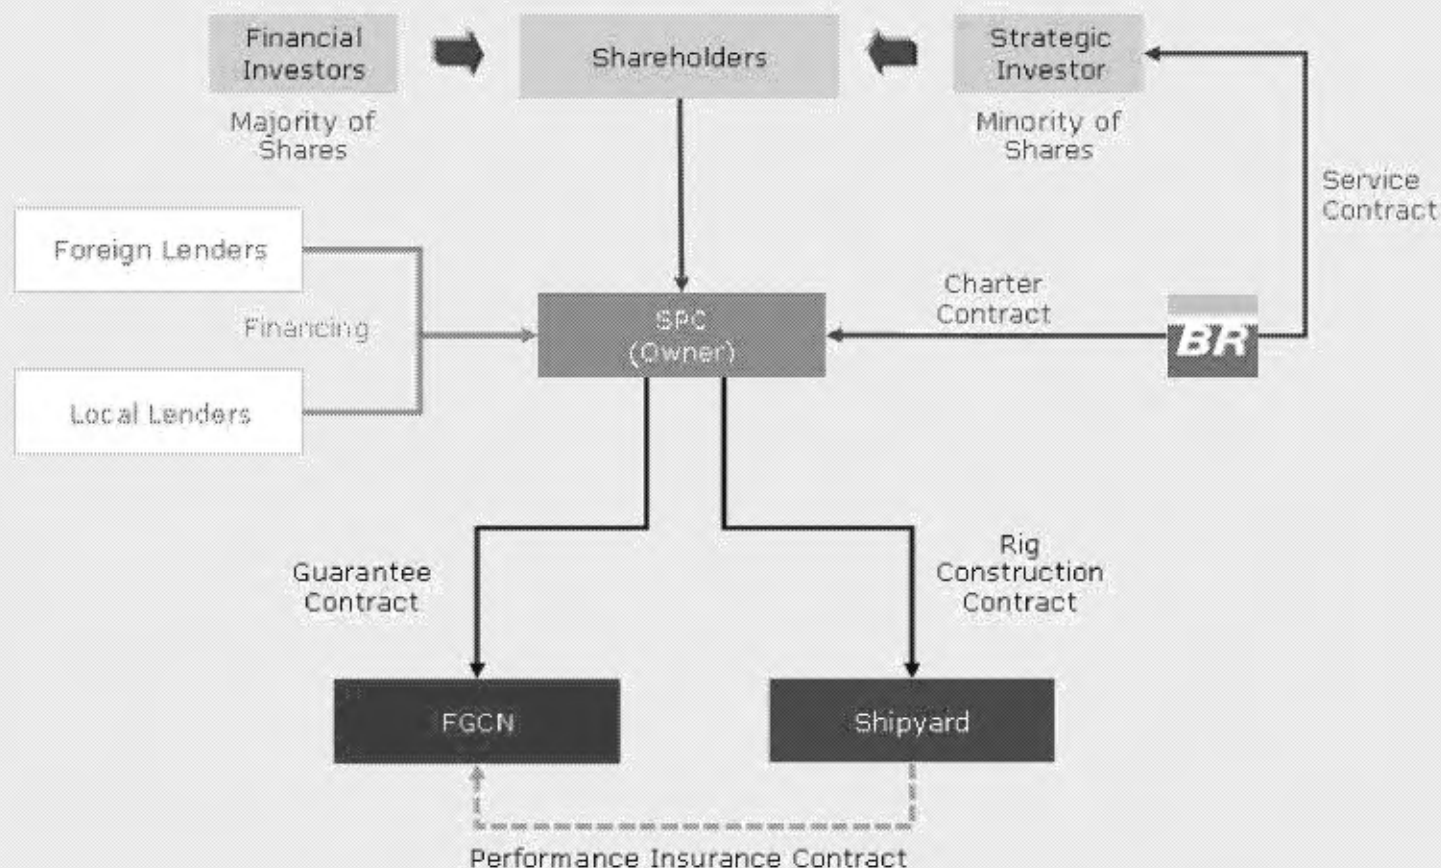 Financial
Investors
Shareholders
Strategic
Investor
Majority of
Shares
Minority of
Shares
Service
Contract
Foreign Lenders
Charter
Contract
SPC
(Owner)
BR
Financing
Local Lenders
Guarantee
Contract
Rig
Construction
Contract
FGCN
Shipyard
Performance Insurance Contract